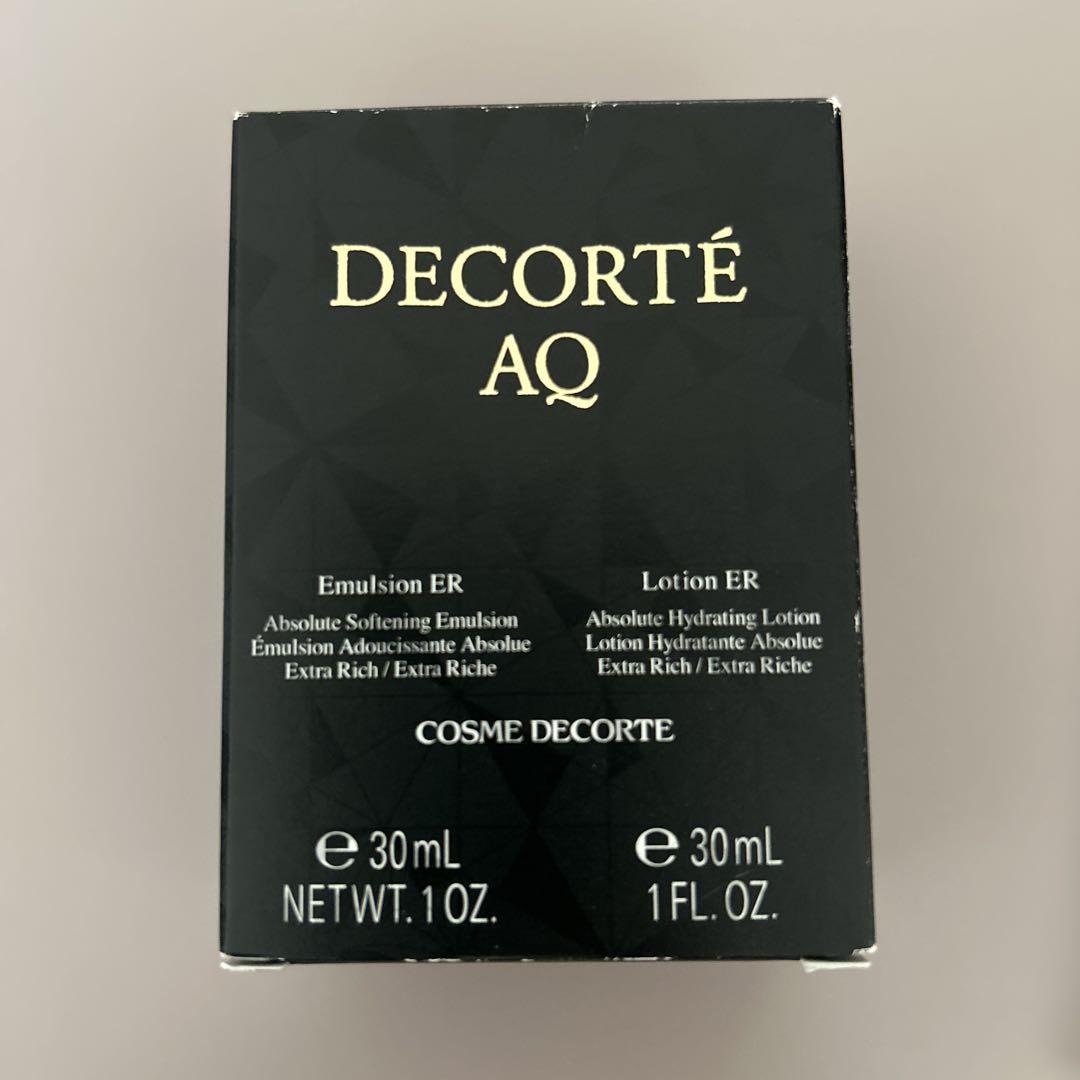 DECORTÉ
AQ
Emulsion ER
Absolute Softening Emulsion
Émulsion Adoucissante Absolue
Extra Rich / Extra Riche
Lotion ER
Absolute Hydrating Lotion
Lotion Hydratante Absolue
Extra Rich / Extra Riche
COSME DECORTE
℮ 30mL
NET WT. 1 OZ.
℮ 30mL
1 FL. OZ.